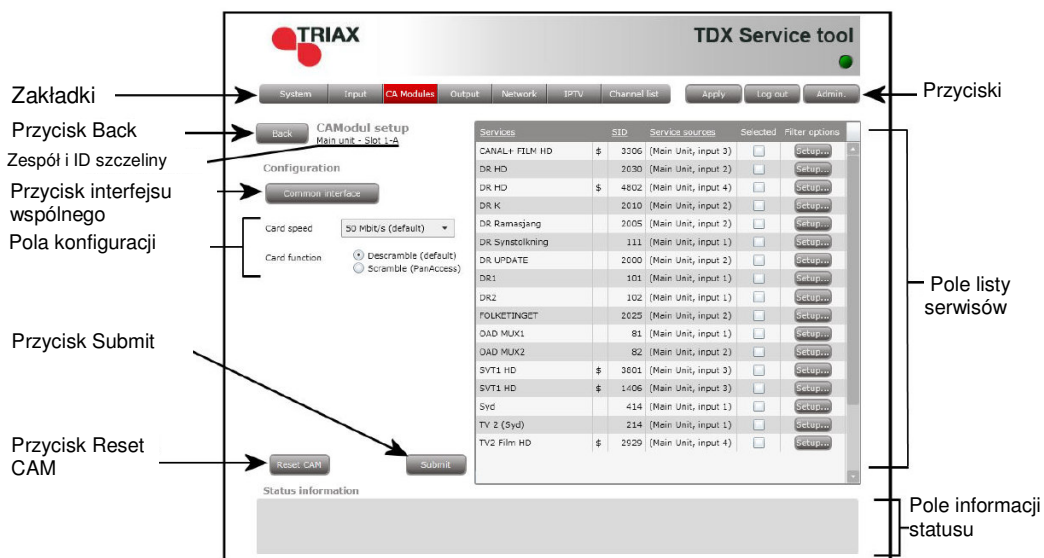 TRIAX
TDX Service tool
Zakładki
System Input CA Modules Output Network IPTV Channel list Apply Log out Admin.
Przyciski
Przycisk Back
Back
CAModul setup
Main unit - Slot 1-A
Zespół i ID szczeliny
Configuration
Przycisk interfejsu
wspólnego
Common interface
Pola konfiguracji
Card speed 50 Mbit/s (default)
Card function Descramble (default)
Scramble (PanAccess)
Przycisk Submit
Przycisk Reset
CAM
Reset CAM
Submit
Services SID Service sources Selected Filter options
CANAL+ FILM HD $ 3306 (Main Unit, input 3) Setup...
DR HD 2030 (Main Unit, input 2) Setup...
DR HD $ 4802 (Main Unit, input 4) Setup...
DR K 2010 (Main Unit, input 2) Setup...
DR Ramasjang 2005 (Main Unit, input 2) Setup...
DR Synstolkning 111 (Main Unit, input 1) Setup...
DR UPDATE 2000 (Main Unit, input 2) Setup...
DR1 101 (Main Unit, input 1) Setup...
DR2 102 (Main Unit, input 1) Setup...
FOLKETINGET 2025 (Main Unit, input 2) Setup...
OAD MUX1 81 (Main Unit, input 1) Setup...
OAD MUX2 82 (Main Unit, input 2) Setup...
SVT1 HD $ 3801 (Main Unit, input 3) Setup...
SVT1 HD $ 1406 (Main Unit, input 3) Setup...
Syd 414 (Main Unit, input 1) Setup...
TV 2 (Syd) 214 (Main Unit, input 1) Setup...
TV2 Film HD $ 2929 (Main Unit, input 4) Setup...
Pole listy
serwisów
Status information
Pole informacji
statusu